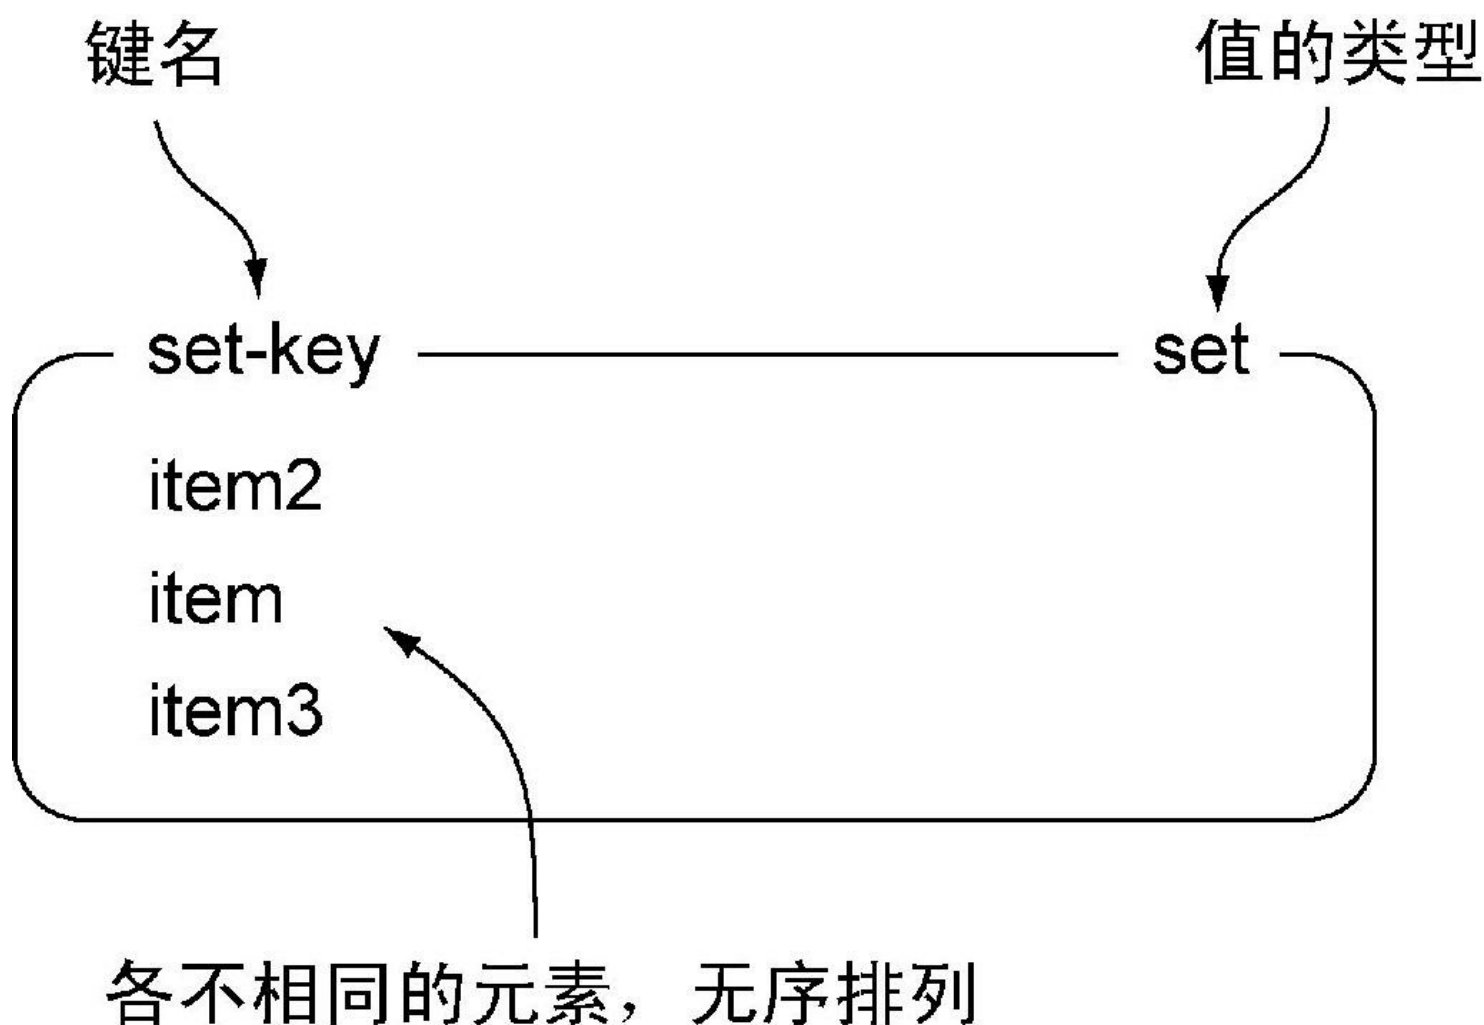 键名 值的类型
set-key set
item2
item
item3
各不相同的元素，无序排列